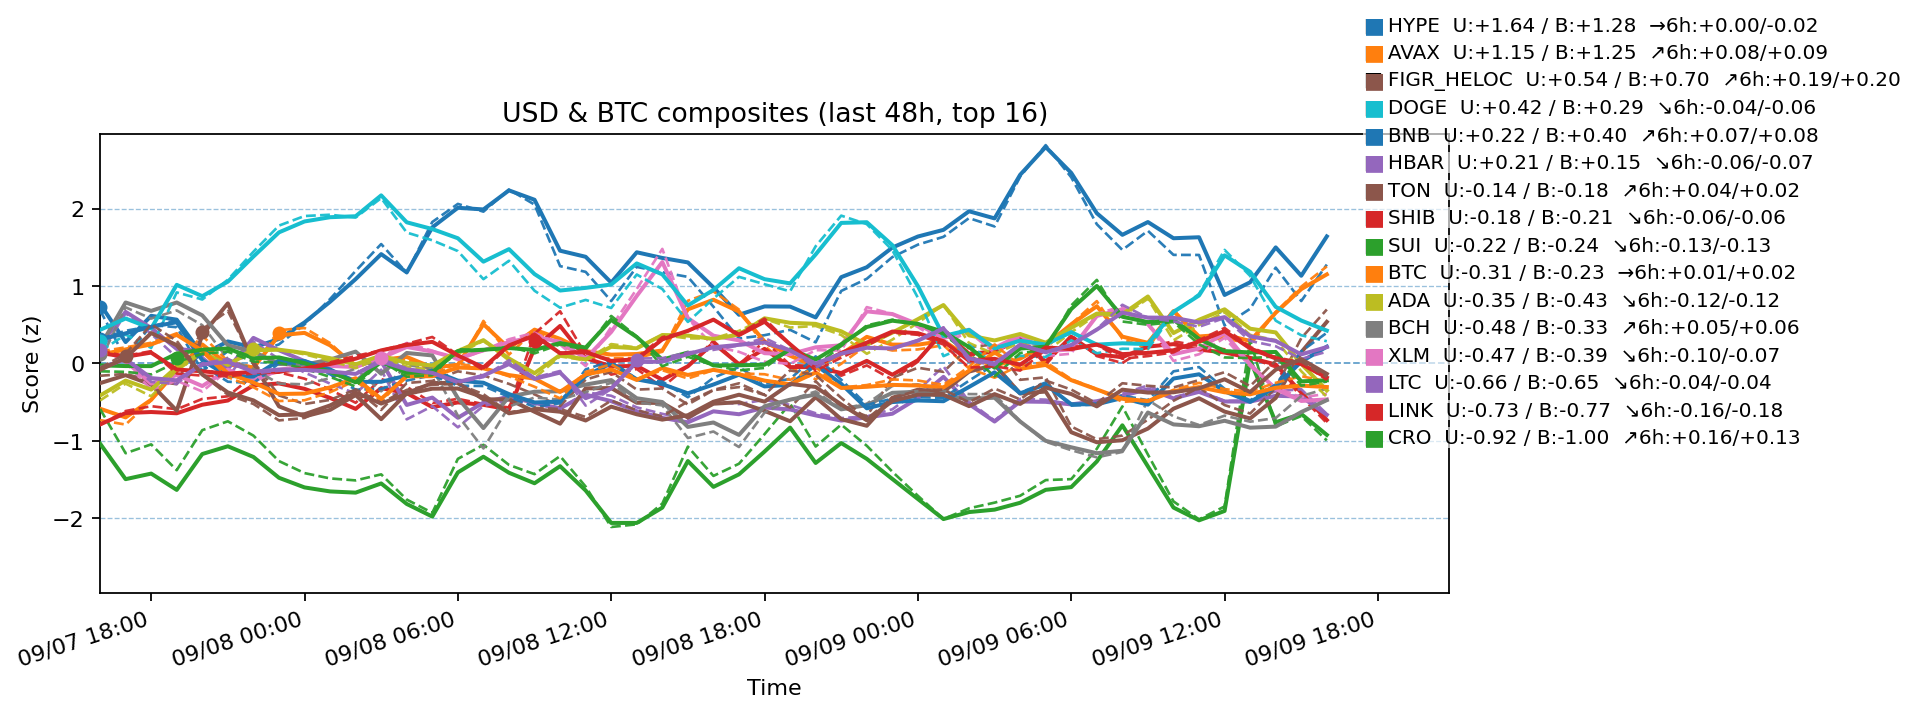 HYPE  U:+1.64 / B:+1.28  →6h:+0.00/-0.02
AVAX  U:+1.15 / B:+1.25  ↗6h:+0.08/+0.09
FIGR_HELOC  U:+0.54 / B:+0.70  ↗6h:+0.19/+0.20
DOGE  U:+0.42 / B:+0.29  ↘6h:-0.04/-0.06
BNB  U:+0.22 / B:+0.40  ↗6h:+0.07/+0.08
HBAR  U:+0.21 / B:+0.15  ↘6h:-0.06/-0.07
TON  U:-0.14 / B:-0.18  ↗6h:+0.04/+0.02
SHIB  U:-0.18 / B:-0.21  ↘6h:-0.06/-0.06
SUI  U:-0.22 / B:-0.24  ↘6h:-0.13/-0.13
BTC  U:-0.31 / B:-0.23  →6h:+0.01/+0.02
ADA  U:-0.35 / B:-0.43  ↘6h:-0.12/-0.12
BCH  U:-0.48 / B:-0.33  ↗6h:+0.05/+0.06
XLM  U:-0.47 / B:-0.39  ↘6h:-0.10/-0.07
LTC  U:-0.66 / B:-0.65  ↘6h:-0.04/-0.04
LINK  U:-0.73 / B:-0.77  ↘6h:-0.16/-0.18
CRO  U:-0.92 / B:-1.00  ↗6h:+0.16/+0.13
USD & BTC composites (last 48h, top 16)
Score (z)
2
1
0
−1
−2
09/07 18:00
09/08 00:00
09/08 06:00
09/08 12:00
09/08 18:00
09/09 00:00
09/09 06:00
09/09 12:00
09/09 18:00
Time